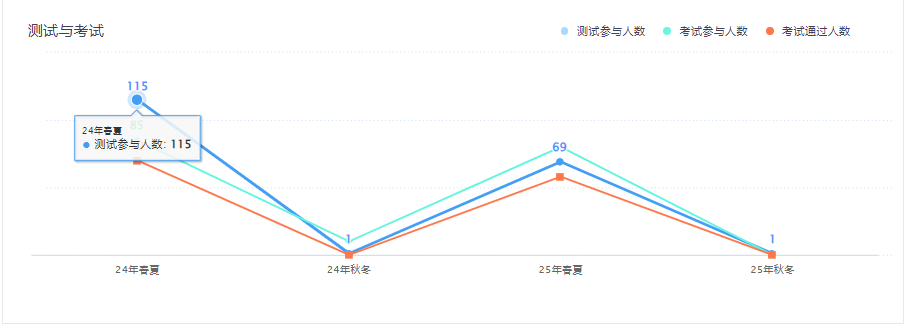 测试与考试
测试参与人数
考试参与人数
考试通过人数
115
85
24年春夏
测试参与人数: 115
1
69
1
24年春夏
24年秋冬
25年春夏
25年秋冬